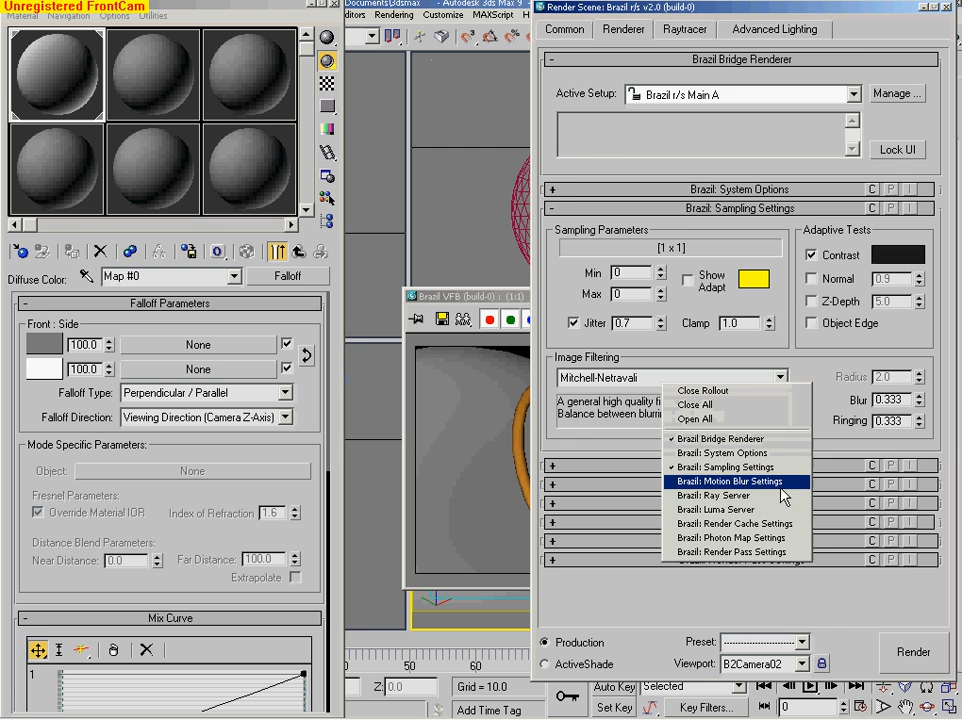 Unregistered FrontCam
Material Navigation Options Utilities
Documents\3dsmax
- Autodesk 3ds Max 9
Render Scene: Brazil r/s v2.0 (build-0)
ditors Rendering Customize MAXScript H
Common Renderer Raytracer Advanced Lighting
- Brazil Bridge Renderer
Active Setup: Brazil r/s Main A Manage ...
Lock UI
+ Brazil: System Options C P I
- Brazil: Sampling Settings C P I
Sampling Parameters
[1 x 1]
Min 0
Max 0
Show Adapt
Jitter 0.7 Clamp 1.0
Adaptive Tests
Contrast
Normal 0.9
Z-Depth 5.0
Object Edge
Image Filtering
Mitchell-Netravali
A general high quality fi
Balance between blurrin
Radius 2.0
Blur 0.333
Ringing 0.333
Close Rollout
Close All
Open All
Brazil Bridge Renderer
Brazil: System Options
Brazil: Sampling Settings
Brazil: Motion Blur Settings
Brazil: Ray Server
Brazil: Luma Server
Brazil: Render Cache Settings
Brazil: Photon Map Settings
Brazil: Render Pass Settings
+ C P I
+ C P I
+ C P I
+ C P I
+ C P I
+ C P I
Production
ActiveShade
Preset: --------------------
Viewport: B2Camera02
Render
Diffuse Color: Map #0 Falloff
- Falloff Parameters
Front : Side
100.0 None
100.0 None
Falloff Type: Perpendicular / Parallel
Falloff Direction: Viewing Direction (Camera Z-Axis)
Mode Specific Parameters:
Object: None
Fresnel Parameters:
Override Material IOR Index of Refraction 1.6
Distance Blend Parameters:
Near Distance: 0.0 Far Distance: 100.0
Extrapolate
- Mix Curve
1
Brazil VFB (build-0) : (1:1)
50 60
Z: 0.0 Grid = 10.0
Add Time Tag
Auto Key Selected
Set Key Key Filters...
0